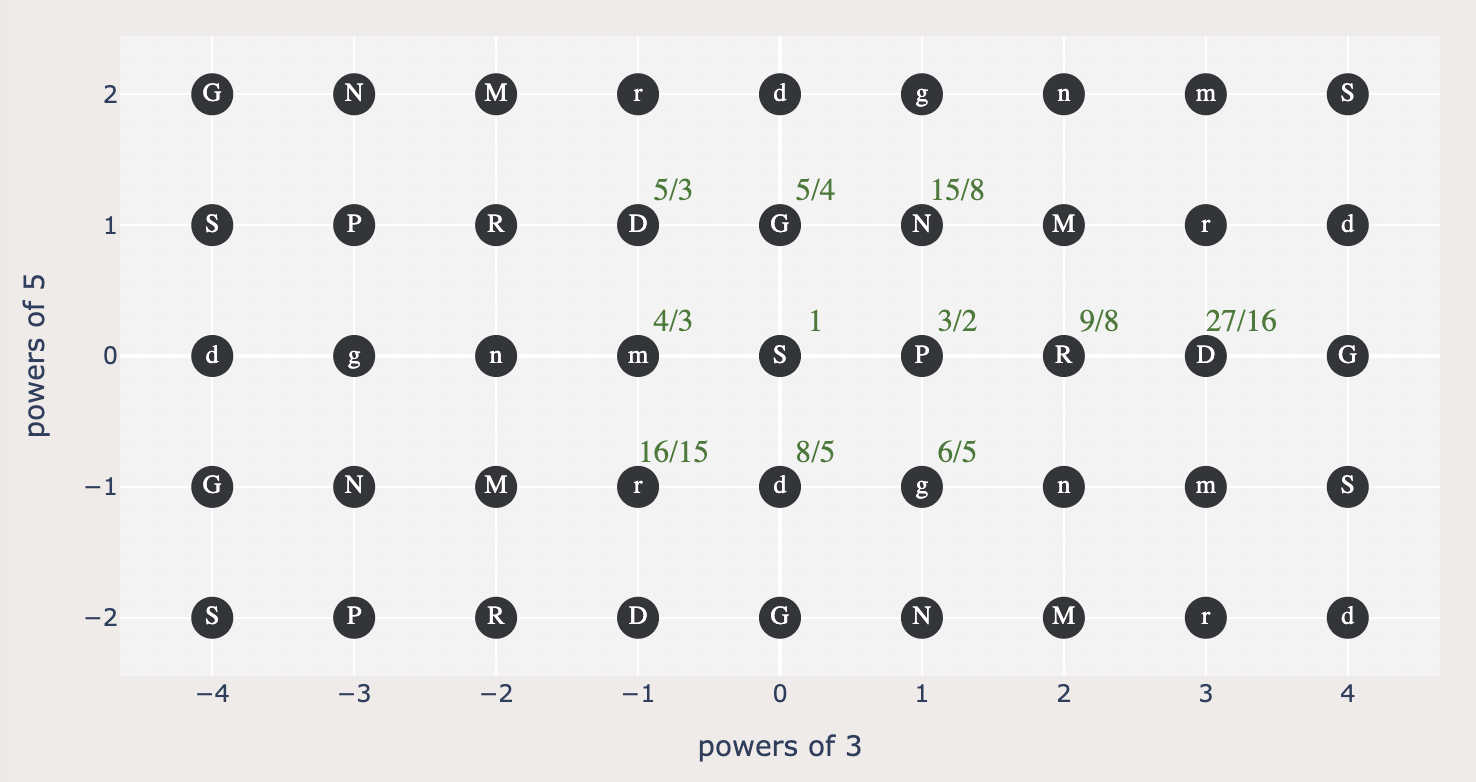 2 G N M r d g n m S
5/3 5/4 15/8
1 S P R D G N M r d
4/3 1 3/2 9/8 27/16
0 d g n m S P R D G
16/15 8/5 6/5
−1 G N M r d g n m S
−2 S P R D G N M r d
−4 −3 −2 −1 0 1 2 3 4
powers of 3
powers of 5